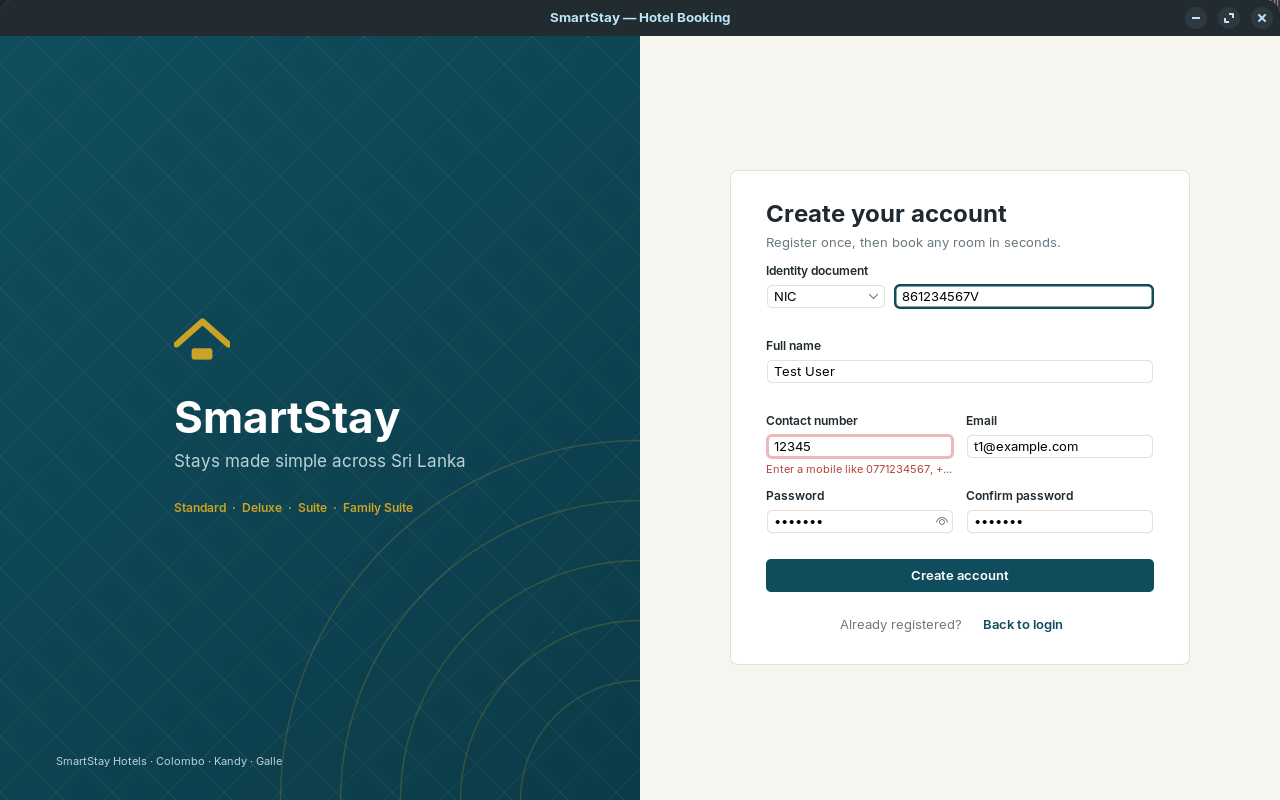 SmartStay — Hotel Booking
SmartStay
Stays made simple across Sri Lanka
Standard · Deluxe · Suite · Family Suite
SmartStay Hotels · Colombo · Kandy · Galle
Create your account
Register once, then book any room in seconds.
Identity document
NIC 861234567V
Full name
Test User
Contact number Email
12345 t1@example.com
Enter a mobile like 0771234567, +...
Password Confirm password
••••••• •••••••
Create account
Already registered? Back to login